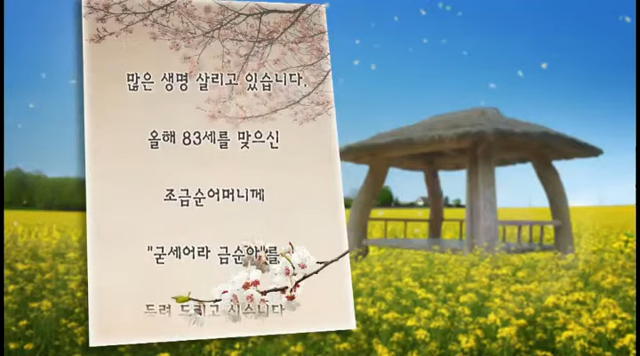 많은 생명 살리고 있습니다.
올해 83세를 맞으신
조금순어머니께
"굳세어라 금순아"를
드려 드리고 싶습니다